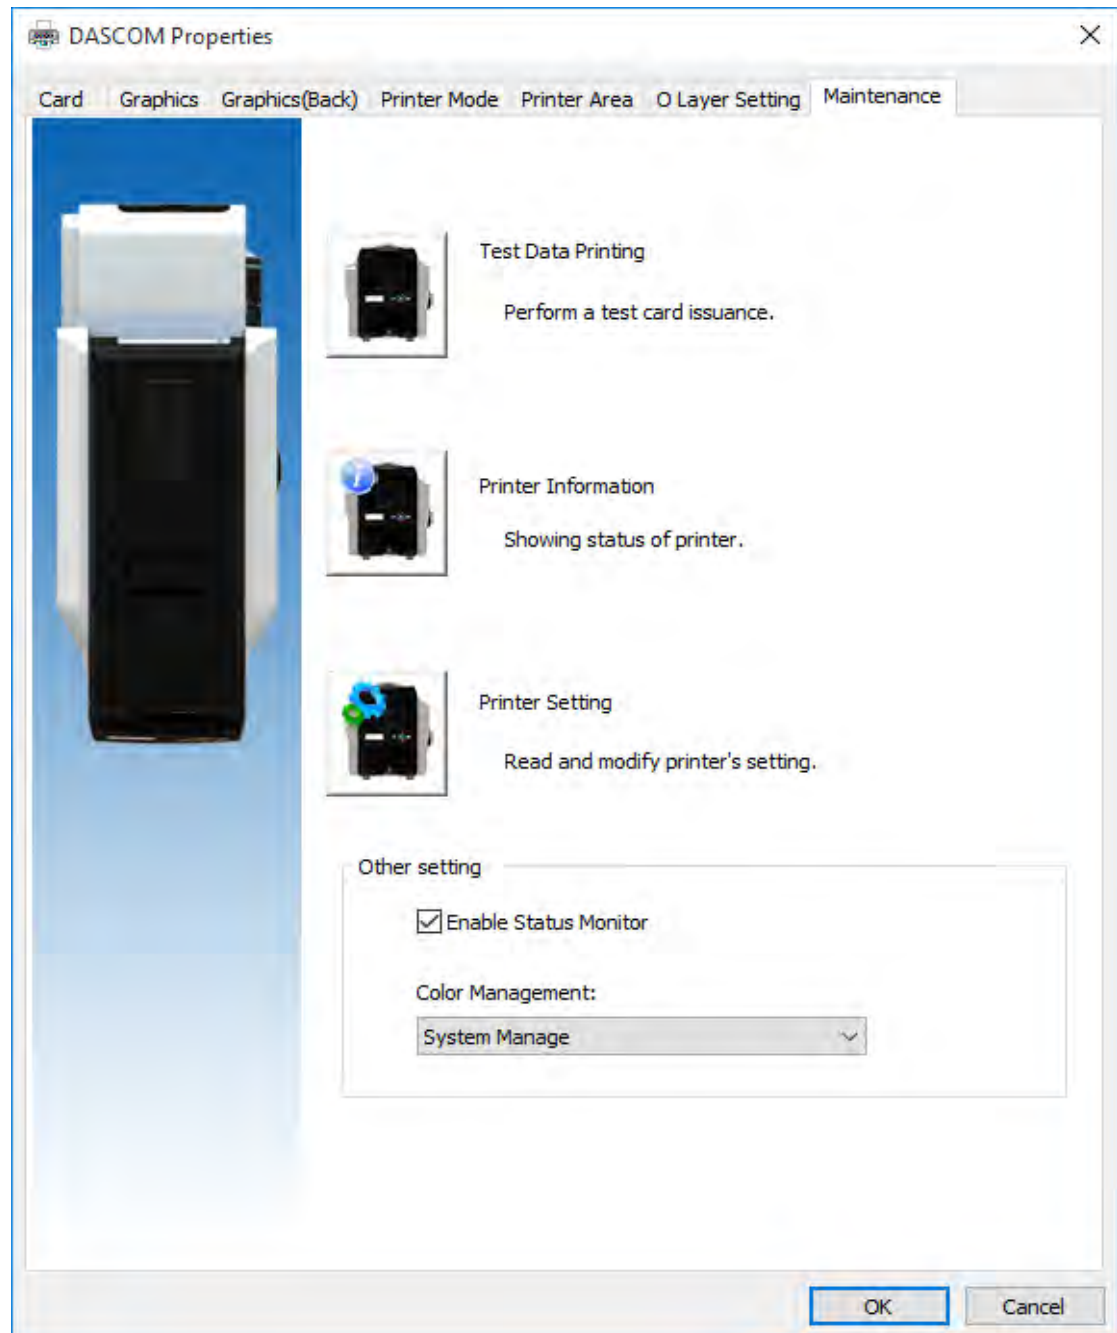 DASCOM Properties
Card Graphics Graphics(Back) Printer Mode Printer Area O Layer Setting Maintenance
Test Data Printing
Perform a test card issuance.
Printer Information
Showing status of printer.
Printer Setting
Read and modify printer's setting.
Other setting
Enable Status Monitor
Color Management:
System Manage
OK Cancel